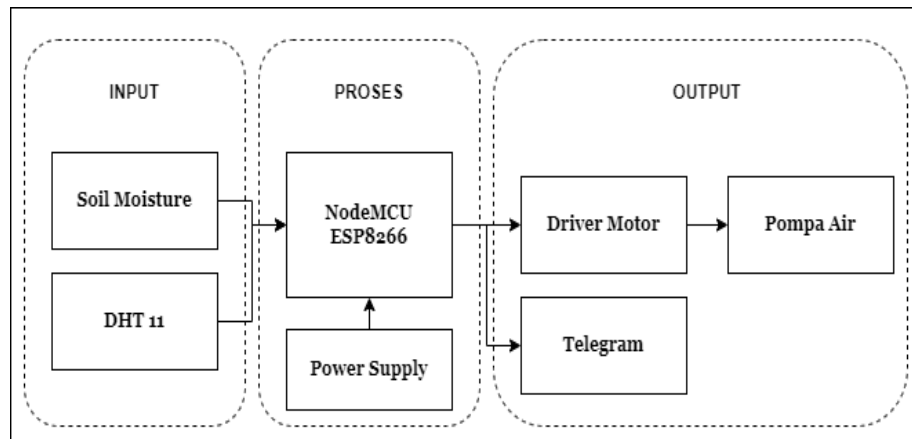 INPUT
PROSES
OUTPUT
Soil Moisture
DHT 11
NodeMCU
ESP8266
Power Supply
Driver Motor
Pompa Air
Telegram